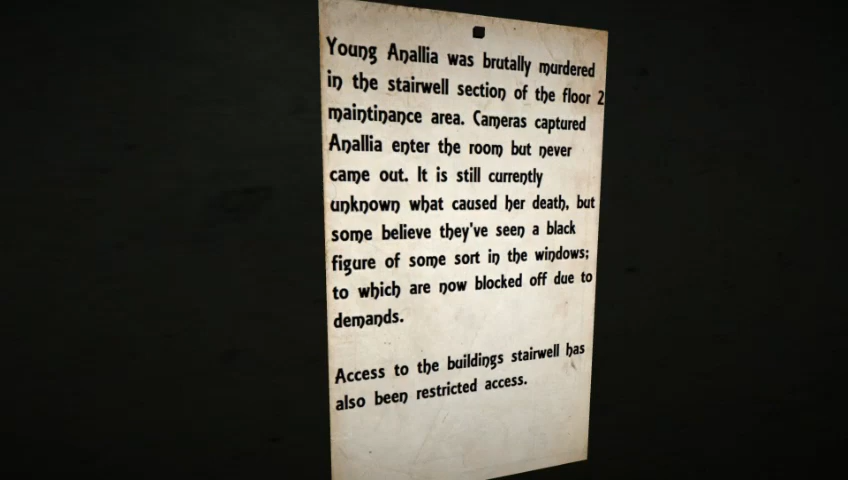 Young Anallia was brutally murdered
in the stairwell section of the floor 2
maintinance area. Cameras captured
Anallia enter the room but never
came out. It is still currently
unknown what caused her death, but
some believe they've seen a black
figure of some sort in the windows;
to which are now blocked off due to
demands.
Access to the buildings stairwell has
also been restricted access.